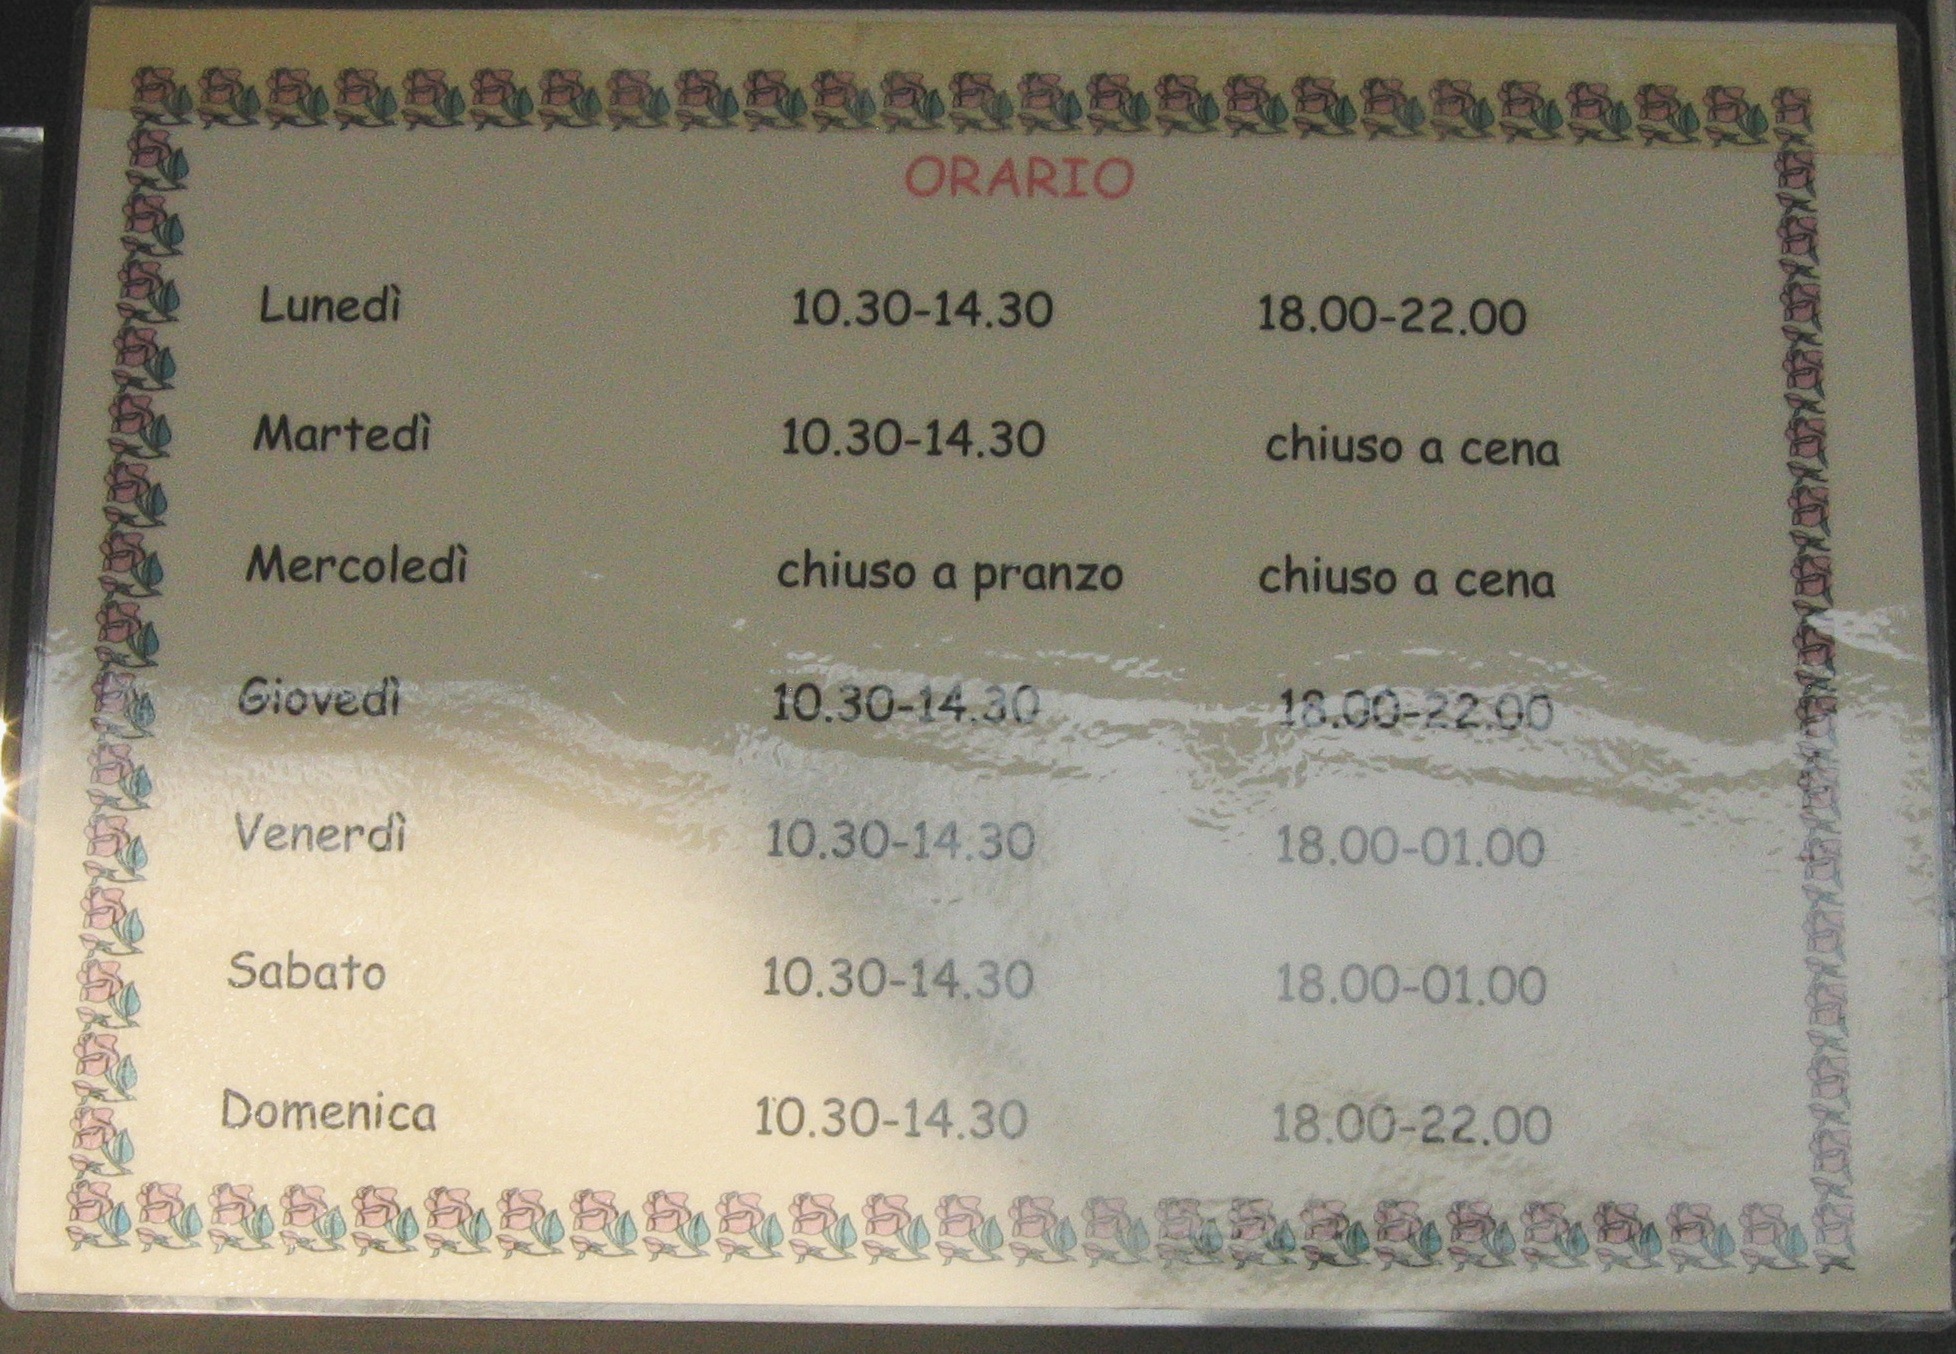 ORARIO
Lunedì 10.30-14.30 18.00-22.00
Martedì 10.30-14.30 chiuso a cena
Mercoledì chiuso a pranzo chiuso a cena
Giovedì 10.30-14.30 18.00-22.00
Venerdì 10.30-14.30 18.00-01.00
Sabato 10.30-14.30 18.00-01.00
Domenica 10.30-14.30 18.00-22.00